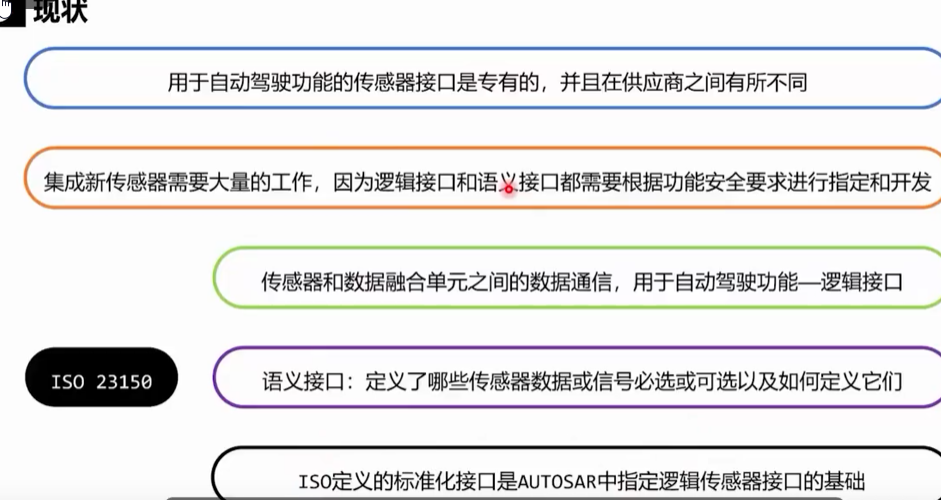 现状
用于自动驾驶功能的传感器接口是专有的，并且在供应商之间有所不同
集成新传感器需要大量的工作，因为逻辑接口和语义接口都需要根据功能安全要求进行指定和开发
传感器和数据融合单元之间的数据通信，用于自动驾驶功能—逻辑接口
ISO 23150
语义接口：定义了哪些传感器数据或信号必选或可选以及如何定义它们
ISO定义的标准化接口是AUTOSAR中指定逻辑传感器接口的基础